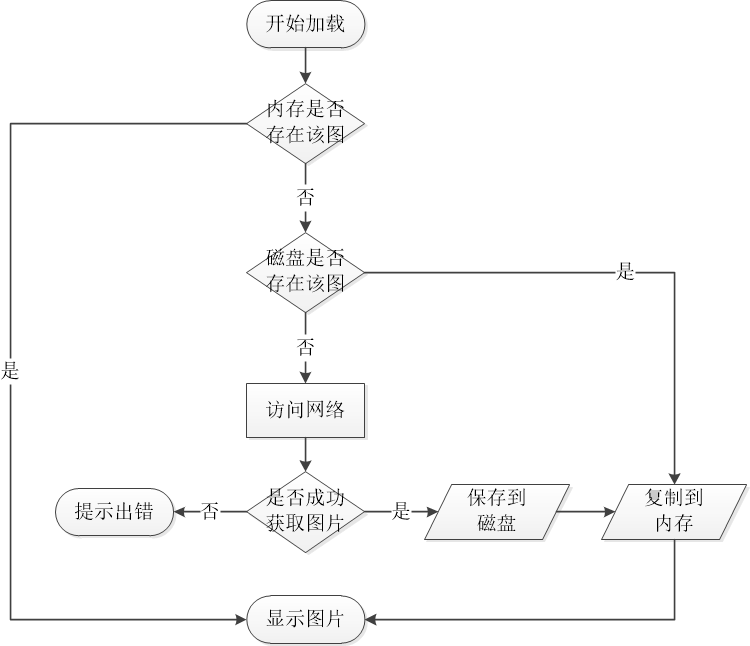 开始加载
内存是否
存在该图
否
磁盘是否
存在该图
是
否
是
访问网络
是否成功
获取图片
否
提示出错
是
保存到
磁盘
复制到
内存
显示图片